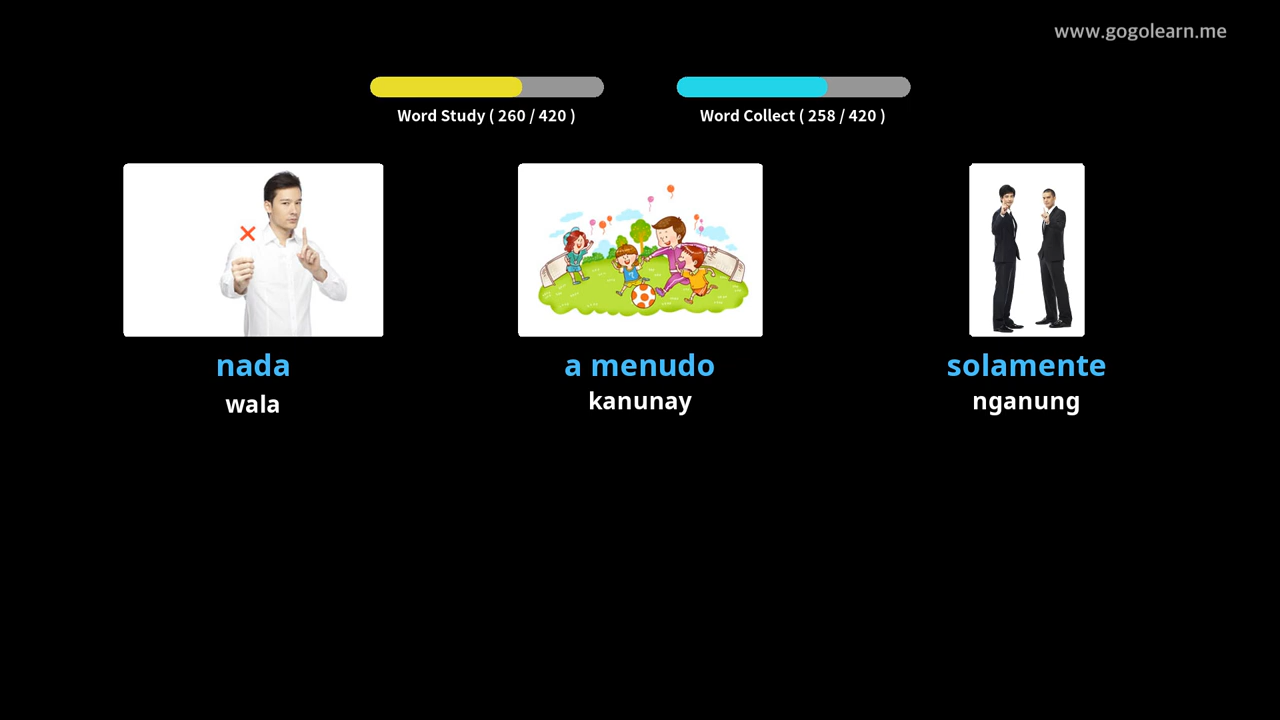 www.gogolearn.me
Word Study ( 260 / 420 )
Word Collect ( 258 / 420 )
nada
wala
a menudo
kanunay
solamente
nganung